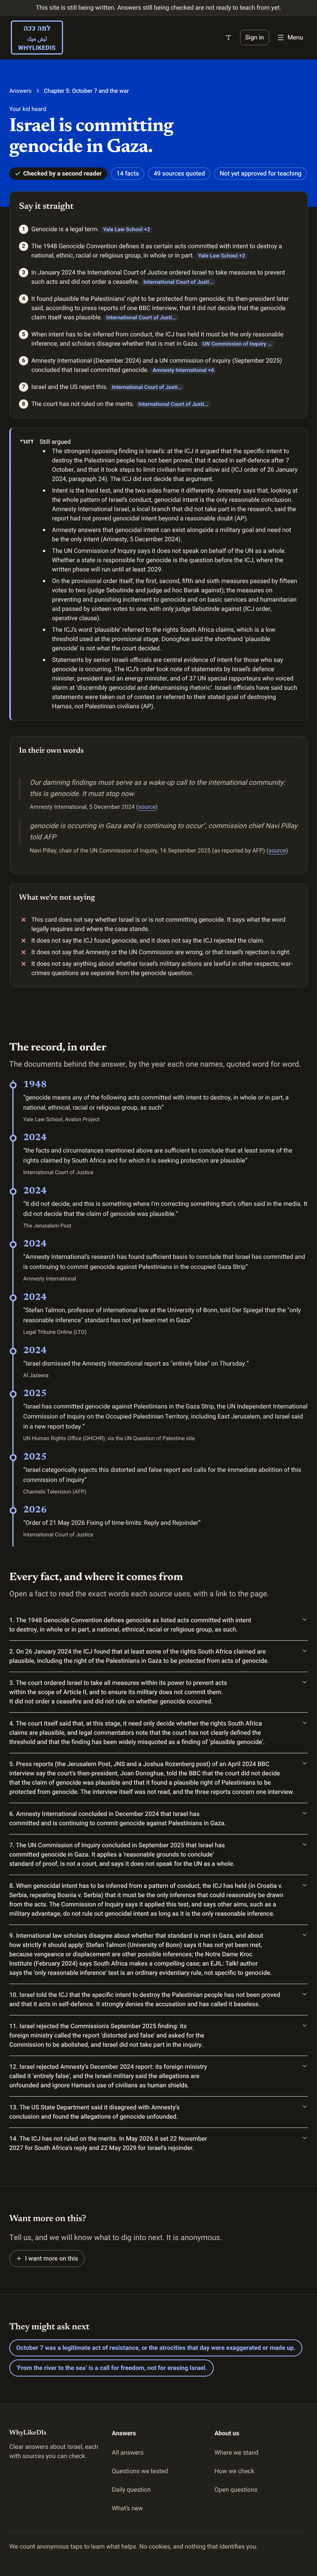 This site is still being written. Answers still being checked are not ready to teach from yet.
למה ככה
ليش هيك
WHYLIKEDIS
Sign in
Menu
Answers > Chapter 5: October 7 and the war
Your kid heard
Israel is committing
genocide in Gaza.
Checked by a second reader
14 facts
49 sources quoted
Not yet approved for teaching
Say it straight
1 Genocide is a legal term. Yale Law School +2
2 The 1948 Genocide Convention defines it as certain acts committed with intent to destroy a
national, ethnic, racial or religious group, in whole or in part. Yale Law School +2
3 In January 2024 the International Court of Justice ordered Israel to take measures to prevent
such acts and did not order a ceasefire. International Court of Justi...
4 It found plausible the Palestinians' right to be protected from genocide; its then-president later
said, according to press reports of one BBC interview, that it did not decide that the genocide
claim itself was plausible. International Court of Justi...
5 When intent has to be inferred from conduct, the ICJ has held it must be the only reasonable
inference, and scholars disagree whether that is met in Gaza. UN Commission of Inquiry ...
6 Amnesty International (December 2024) and a UN commission of inquiry (September 2025)
concluded that Israel committed genocide. Amnesty International +6
7 Israel and the US reject this. International Court of Justi...
8 The court has not ruled on the merits. International Court of Justi...
Still argued
The strongest opposing finding is Israel's: at the ICJ it argued that the specific intent to
destroy the Palestinian people has not been proved, that it acted in self-defence after 7
October, and that it took steps to limit civilian harm and allow aid (ICJ order of 26 January
2024, paragraph 24). The ICJ did not decide that argument.
Intent is the hard test, and the two sides frame it differently. Amnesty says that, looking at
the whole pattern of Israel's conduct, genocidal intent is the only reasonable conclusion.
Amnesty International Israel, a local branch that did not take part in the research, said the
report had not proved genocidal intent beyond a reasonable doubt (AP).
Amnesty answers that genocidal intent can exist alongside a military goal and need not
be the only intent (Amnesty, 5 December 2024).
The UN Commission of Inquiry says it does not speak on behalf of the UN as a whole.
Whether a state is responsible for genocide is the question before the ICJ, where the
written phase will run until at least 2029.
On the provisional order itself, the first, second, fifth and sixth measures passed by fifteen
votes to two (judge Sebutinde and judge ad hoc Barak against); the measures on
preventing and punishing incitement to genocide and on basic services and humanitarian
aid passed by sixteen votes to one, with only judge Sebutinde against (ICJ order,
operative clause).
The ICJ's word 'plausible' referred to the rights South Africa claims, which is a low
threshold used at the provisional stage. Donoghue said the shorthand 'plausible
genocide' is not what the court decided.
Statements by senior Israeli officials are central evidence of intent for those who say
genocide is occurring. The ICJ's order took note of statements by Israel's defence minister,
president and an energy minister, and of 37 UN special rapporteurs who voiced
alarm at 'discernibly genocidal and dehumanising rhetoric'. Israeli officials have said such
statements were taken out of context or referred to their stated goal of destroying
Hamas, not Palestinian civilians (AP).
In their own words
Our damning findings must serve as a wake-up call to the international community:
this is genocide. It must stop now.
Amnesty International, 5 December 2024 (source)
genocide is occurring in Gaza and is continuing to occur", commission chief Navi Pillay
told AFP
Navi Pillay, chair of the UN Commission of Inquiry, 16 September 2025 (as reported by AFP) (source)
What we're not saying
This card does not say whether Israel is or is not committing genocide. It says what the word
legally requires and where the case stands.
It does not say the ICJ found genocide, and it does not say the ICJ rejected the claim.
It does not say that Amnesty or the UN Commission are wrong, or that Israel's rejection is right.
It does not say anything about whether Israel's military actions are lawful in other respects; war-
crimes questions are separate from the genocide question.
The record, in order
The documents behind the answer, by the year each one names, quoted word for word.
1948
"genocide means any of the following acts committed with intent to destroy, in whole or in part, a
national, ethnical, racial or religious group, as such"
Yale Law School, Avalon Project
2024
"the facts and circumstances mentioned above are sufficient to conclude that at least some of the
rights claimed by South Africa and for which it is seeking protection are plausible"
International Court of Justice
2024
"It did not decide, and this is something where I'm correcting something that's often said in the media. It
did not decide that the claim of genocide was plausible."
The Jerusalem Post
2024
"Amnesty International's research has found sufficient basis to conclude that Israel has committed and
is continuing to commit genocide against Palestinians in the occupied Gaza Strip"
Amnesty International
2024
"Stefan Talmon, professor of international law at the University of Bonn, told Der Spiegel that the "only
reasonable inference" standard has not yet been met in Gaza"
Legal Tribune Online (LTO)
2024
"Israel dismissed the Amnesty International report as "entirely false" on Thursday."
Al Jazeera
2025
"Israel has committed genocide against Palestinians in the Gaza Strip, the UN Independent International
Commission of Inquiry on the Occupied Palestinian Territory, including East Jerusalem, and Israel said
in a new report today."
UN Human Rights Office (OHCHR), via the UN Question of Palestine site
2025
"Israel categorically rejects this distorted and false report and calls for the immediate abolition of this
commission of inquiry"
Channels Television (AFP)
2026
"Order of 21 May 2026 Fixing of time-limits: Reply and Rejoinder"
International Court of Justice
Every fact, and where it comes from
Open a fact to read the exact words each source uses, with a link to the page.
1. The 1948 Genocide Convention defines genocide as listed acts committed with intent
to destroy, in whole or in part, a national, ethnical, racial or religious group, as such.
2. On 26 January 2024 the ICJ found that at least some of the rights South Africa claimed are
plausible, including the right of the Palestinians in Gaza to be protected from acts of genocide.
3. The court ordered Israel to take all measures within its power to prevent acts
within the scope of Article II, and to ensure its military does not commit them.
It did not order a ceasefire and did not rule on whether genocide occurred.
4. The court itself said that, at this stage, it need only decide whether the rights South Africa
claims are plausible, and legal commentators note that the court has not clearly defined the
threshold and that the finding has been widely misquoted as a finding of 'plausible genocide'.
5. Press reports (the Jerusalem Post, JNS and a Joshua Rozenberg post) of an April 2024 BBC
interview say the court's then-president, Joan Donoghue, told the BBC that the court did not decide
that the claim of genocide was plausible and that it found a plausible right of Palestinians to be
protected from genocide. The interview itself was not read, and the three reports concern one interview.
6. Amnesty International concluded in December 2024 that Israel has
committed and is continuing to commit genocide against Palestinians in Gaza.
7. The UN Commission of Inquiry concluded in September 2025 that Israel has
committed genocide in Gaza. It applies a 'reasonable grounds to conclude'
standard of proof, is not a court, and says it does not speak for the UN as a whole.
8. When genocidal intent has to be inferred from a pattern of conduct, the ICJ has held (in Croatia v.
Serbia, repeating Bosnia v. Serbia) that it must be the only inference that could reasonably be drawn
from the acts. The Commission of Inquiry says it applied this test, and says other aims, such as a
military advantage, do not rule out genocidal intent as long as it is the only reasonable inference.
9. International law scholars disagree about whether that standard is met in Gaza, and about
how strictly it should apply: Stefan Talmon (University of Bonn) says it has not yet been met,
because vengeance or displacement are other possible inferences; the Notre Dame Kroc
Institute (February 2024) says South Africa makes a compelling case; an EJIL: Talk! author
says the 'only reasonable inference' test is an ordinary evidentiary rule, not specific to genocide.
10. Israel told the ICJ that the specific intent to destroy the Palestinian people has not been proved
and that it acts in self-defence. It strongly denies the accusation and has called it baseless.
11. Israel rejected the Commission's September 2025 finding: its
foreign ministry called the report 'distorted and false' and asked for the
Commission to be abolished, and Israel did not take part in the inquiry.
12. Israel rejected Amnesty's December 2024 report: its foreign ministry
called it 'entirely false', and the Israeli military said the allegations are
unfounded and ignore Hamas's use of civilians as human shields.
13. The US State Department said it disagreed with Amnesty's
conclusion and found the allegations of genocide unfounded.
14. The ICJ has not ruled on the merits. In May 2026 it set 22 November
2027 for South Africa's reply and 22 May 2029 for Israel's rejoinder.
Want more on this?
Tell us, and we will know what to dig into next. It is anonymous.
+ I want more on this
They might ask next
October 7 was a legitimate act of resistance, or the atrocities that day were exaggerated or made up.
'From the river to the sea' is a call for freedom, not for erasing Israel.
WhyLikeDis
Clear answers about Israel, each
with sources you can check.
Answers
All answers
Questions we tested
Daily question
What's new
About us
Where we stand
How we check
Open questions
We count anonymous taps to learn what helps. No cookies, and nothing that identifies you.